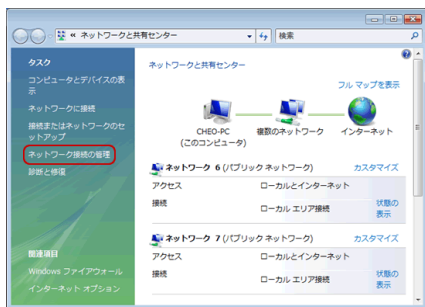 « ネットワークと共有センター
検索
タスク
コンピュータとデバイスの表
示
ネットワークに接続
接続またはネットワークのセ
ットアップ
ネットワーク接続の管理
診断と修復
関連項目
Windows ファイアウォール
インターネット オプション
ネットワークと共有センター
フル マップを表示
CHEO-PC
(このコンピュータ)
複数のネットワーク
インターネット
ネットワーク 6 (パブリック ネットワーク) カスタマイズ
アクセス ローカルとインターネット
接続 ローカル エリア接続 状態の
表示
ネットワーク 7 (パブリック ネットワーク) カスタマイズ
アクセス ローカルとインターネット
接続 ローカル エリア接続 状態の
表示